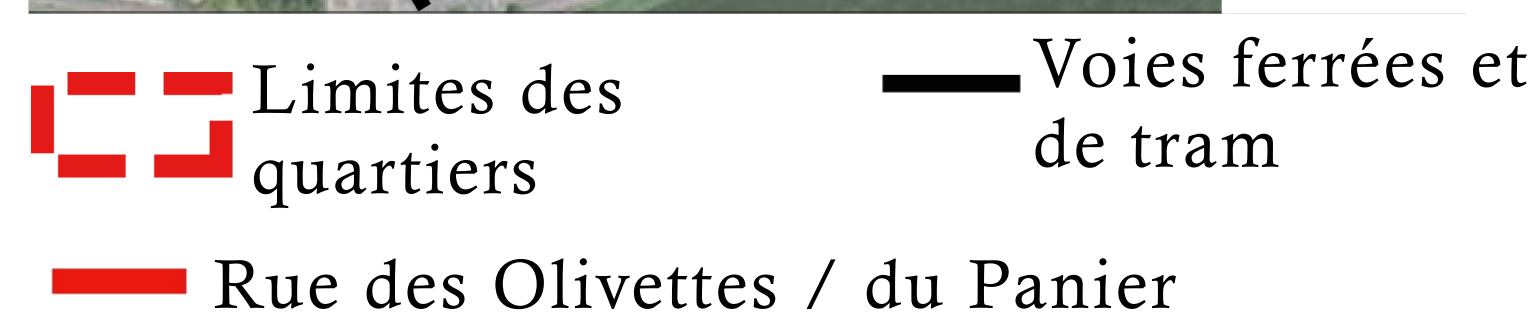 Limites des
quartiers
Voies ferrées et
de tram
Rue des Olivettes / du Panier